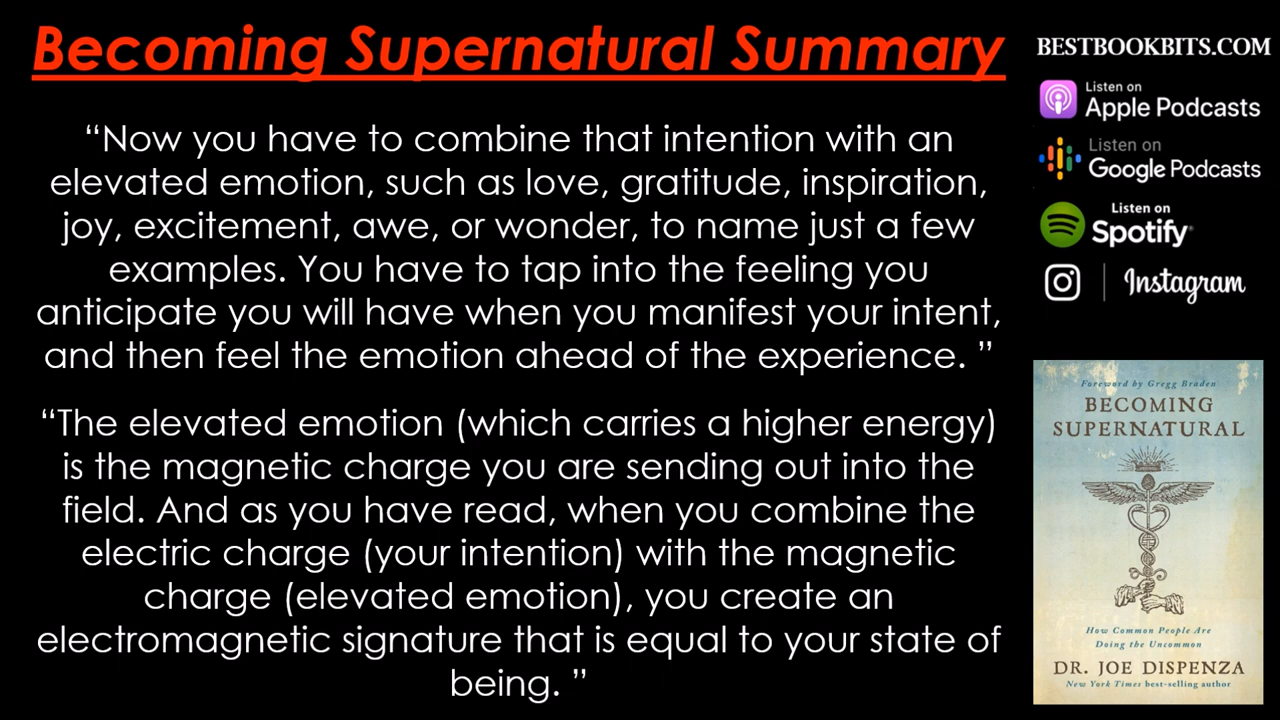 Becoming Supernatural Summary
“Now you have to combine that intention with an
elevated emotion, such as love, gratitude, inspiration,
joy, excitement, awe, or wonder, to name just a few
examples. You have to tap into the feeling you
anticipate you will have when you manifest your intent,
and then feel the emotion ahead of the experience. ”
“The elevated emotion (which carries a higher energy)
is the magnetic charge you are sending out into the
field. And as you have read, when you combine the
electric charge (your intention) with the magnetic
charge (elevated emotion), you create an
electromagnetic signature that is equal to your state of
being. ”
BESTBOOKBITS.COM
Listen on
Apple Podcasts
Listen on
Google Podcasts
Listen on
Spotify
Instagram
Foreword by Gregg Braden
BECOMING
SUPERNATURAL
How Common People Are
Doing the Uncommon
DR. JOE DISPENZA
New York Times best-selling author